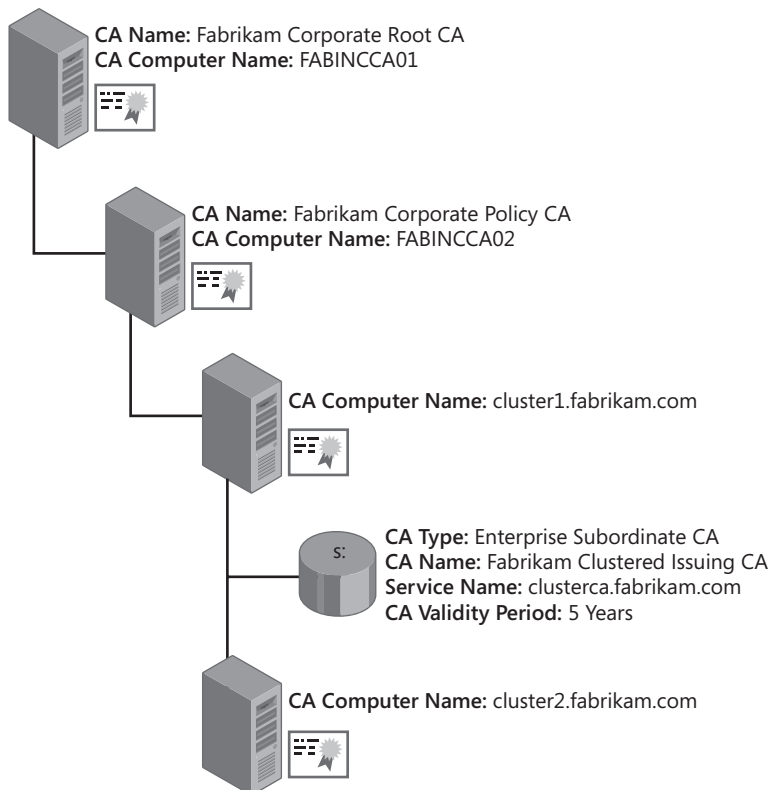 CA Name: Fabrikam Corporate Root CA
CA Computer Name: FABINCCA01
CA Name: Fabrikam Corporate Policy CA
CA Computer Name: FABINCCA02
CA Computer Name: cluster1.fabrikam.com
s:
CA Type: Enterprise Subordinate CA
CA Name: Fabrikam Clustered Issuing CA
Service Name: clusterca.fabrikam.com
CA Validity Period: 5 Years
CA Computer Name: cluster2.fabrikam.com